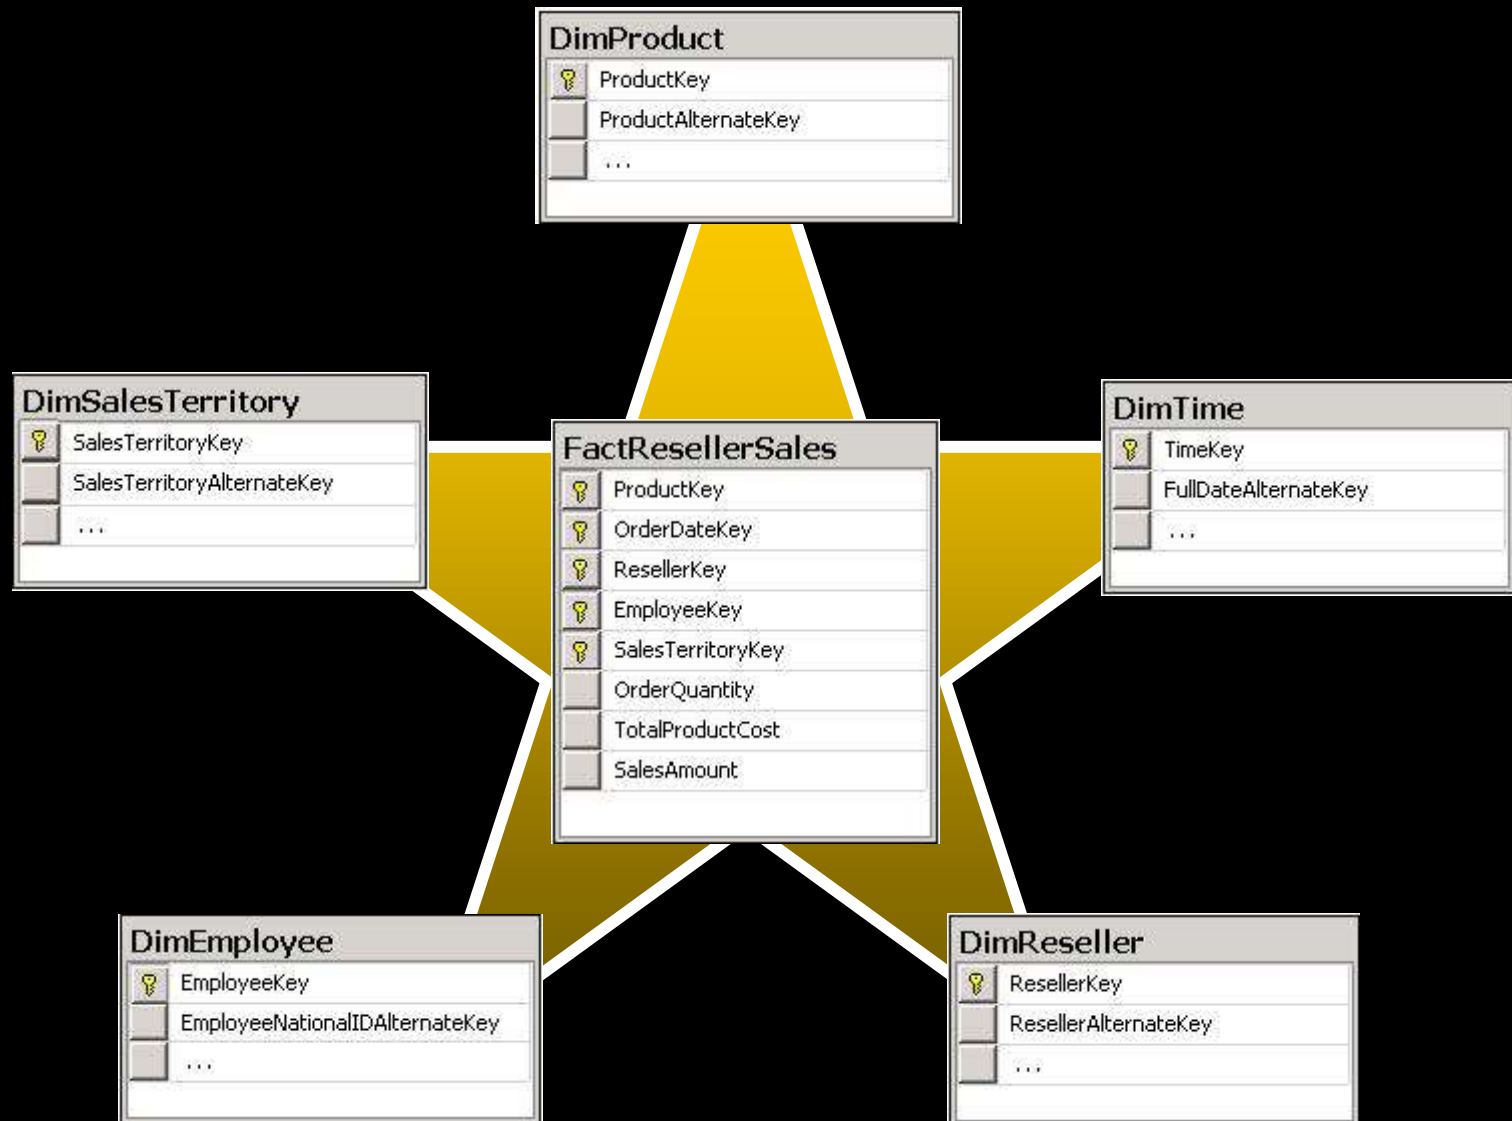 DimProduct
ProductKey
ProductAlternateKey
...
DimSalesTerritory
SalesTerritoryKey
SalesTerritoryAlternateKey
...
FactResellerSales
ProductKey
OrderDateKey
ResellerKey
EmployeeKey
SalesTerritoryKey
OrderQuantity
TotalProductCost
SalesAmount
DimTime
TimeKey
FullDateAlternateKey
...
DimEmployee
EmployeeKey
EmployeeNationalIDAlternateKey
...
DimReseller
ResellerKey
ResellerAlternateKey
...